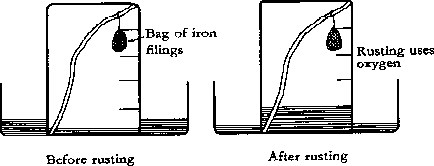 Bag of iron
filings
Rusting uses
oxygen
Before rusting
After rusting